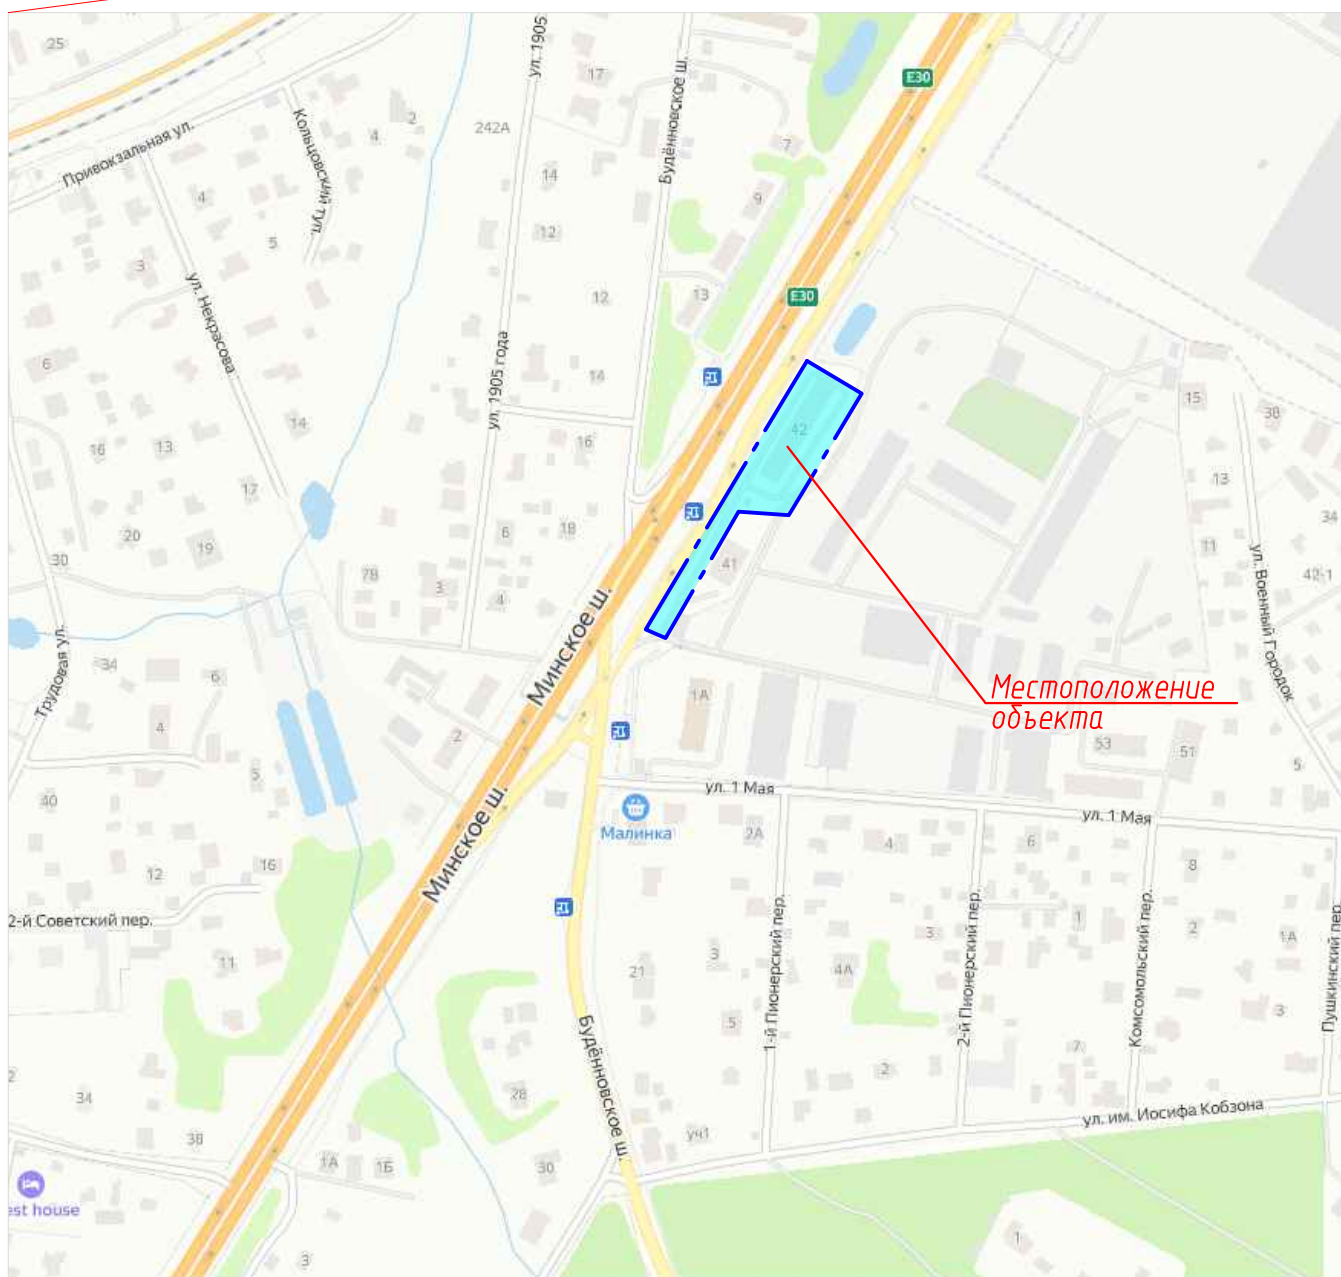 25
ул. 1905
17
Будённовское ш.
E30
Кольцовский туп.
2
4
242А
Привокзальная ул.
7
14
4
9
12
5
3
ул. Некрасова
13
12
E30
ул. 1905 года
6
14
15
3В
14
16
42
16
13
17
13
34
6
18
20
19
11
30
7В
3
4
41
42-1
ул. Военный Городок
Минское ш.
Трудовая ул.
34
6
1А
Местоположение
объекта
4
2
53
51
5
5
ул. 1 Мая
40
Минское ш.
ул. 1 Мая
Малинка
2А
4
6
16
8
12
2-й Советский пер.
1-й Пионерский пер.
2-й Пионерский пер.
Комсомольский пер.
Пушкинский пер.
1
3
2
1А
11
21
3
4А
5
3
Будённовское ш.
7
2
2
34
28
ул. им. Иосифа Кобзона
38
уч1
1А
1Б
30
est house
3
1